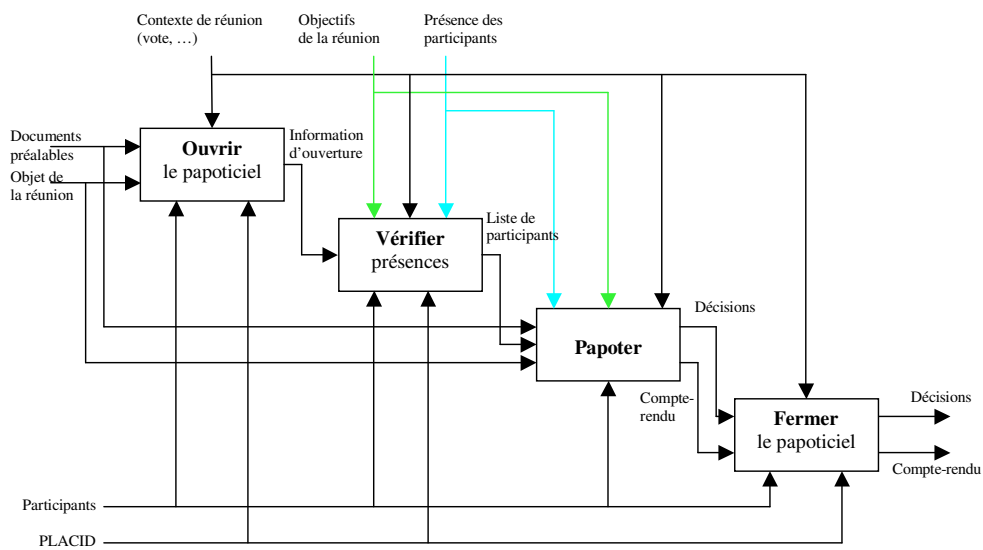 Contexte de réunion
(vote, …)
Objectifs
de la réunion
Présence des
participants
Documents
préalables
Objet de
la réunion
Ouvrir
le papoticiel
Information
d’ouverture
Vérifier
présences
Liste de
participants
Papoter
Décisions
Compte-
rendu
Fermer
le papoticiel
Décisions
Compte-rendu
Participants
PLACID